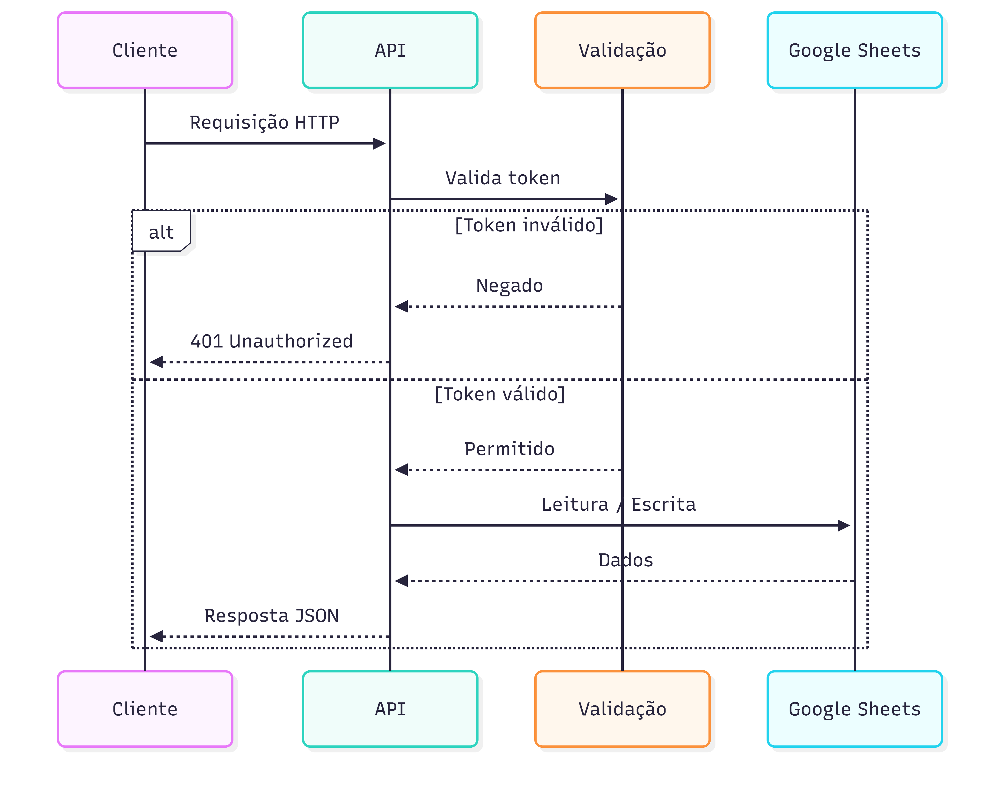 Cliente
API
Validação
Google Sheets
Requisição HTTP
Valida token
alt
[Token inválido]
Negado
401 Unauthorized
[Token válido]
Permitido
Leitura / Escrita
Dados
Resposta JSON
Cliente
API
Validação
Google Sheets